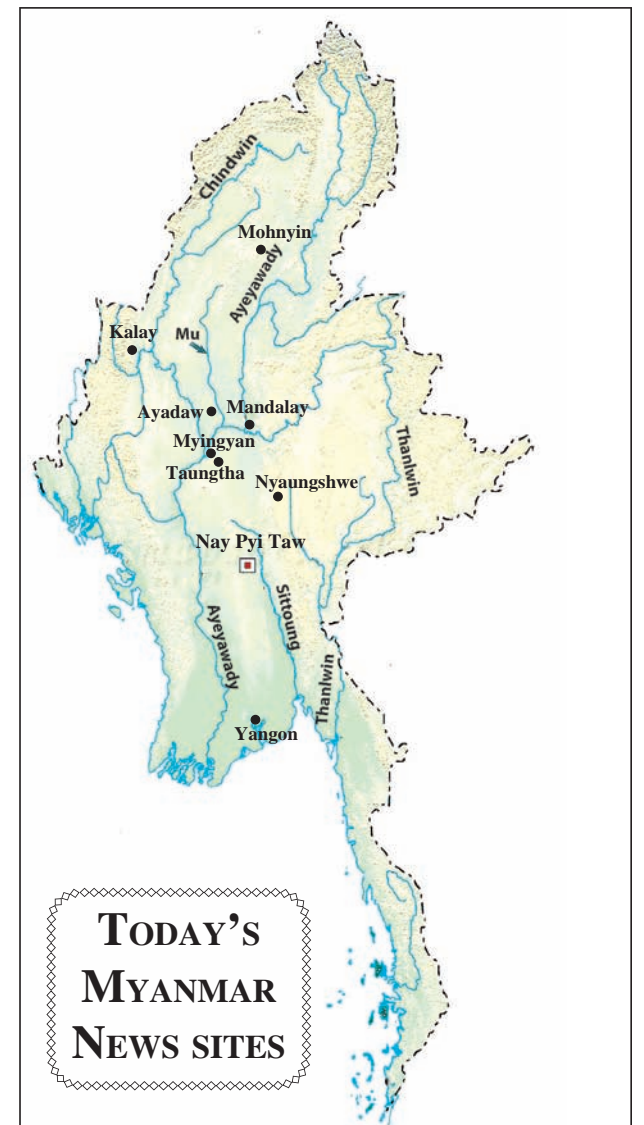 Chindwin
Mohnyin
Ayeyawady
Kalay
Mu
Ayadaw
Mandalay
Myingyan
Taungtha
Thanlwin
Nyaungshwe
Nay Pyi Taw
Sittoung
Ayeyawady
Thanlwin
Yangon
TODAY'S
MYANMAR
NEWS SITES